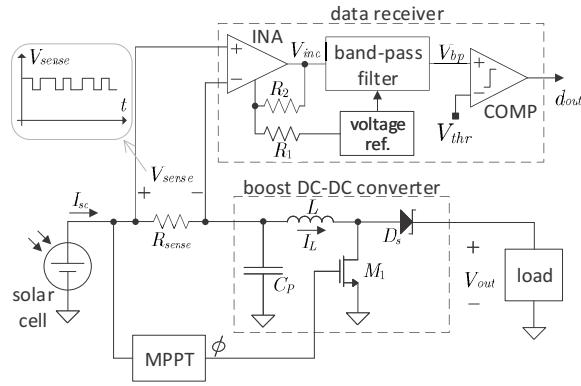 data receiver
V_sense
t
INA
V_inc
band-pass
filter
V_bp
COMP
d_out
R_2
R_1
voltage
ref.
V_thr
V_sense
+
−
I_sc
R_sense
boost DC-DC converter
L
I_L
D_s
C_P
M_1
+
V_out
−
load
solar
cell
MPPT
ϕ